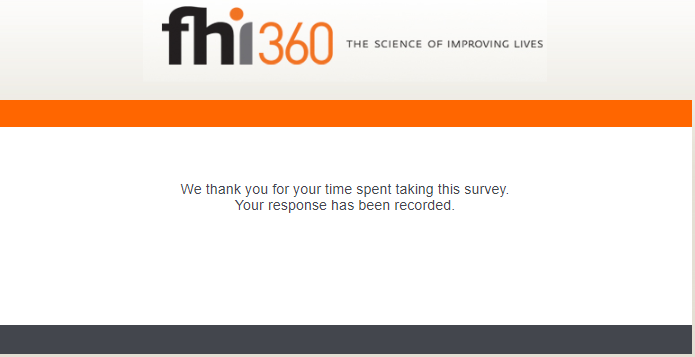 fhi360 THE SCIENCE OF IMPROVING LIVES
We thank you for your time spent taking this survey.
Your response has been recorded.